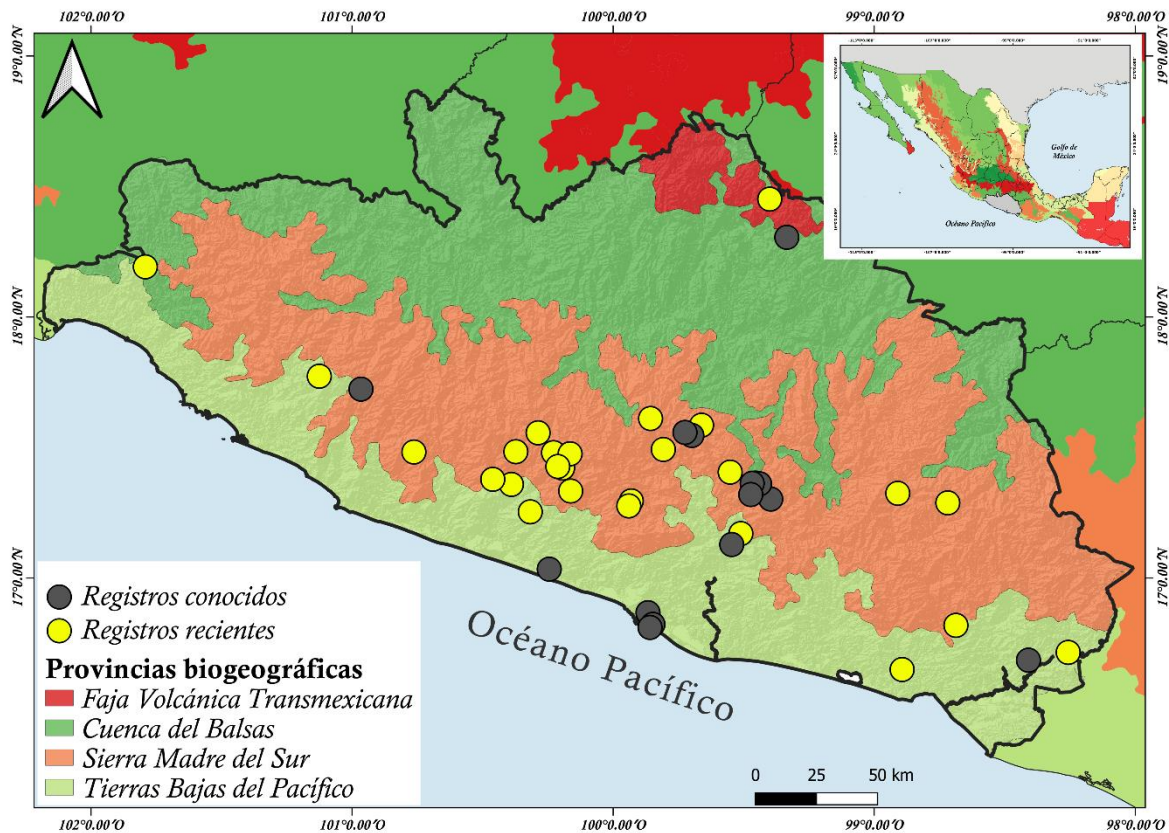 102°0.00'O 101°0.00'O 100°0.00'O 99°0.00'O 98°0.00'O
19°0.00'N
19°0.00'N
Golfo de
México
Océano Pacífico
18°0.00'N
18°0.00'N
17°0.00'N
17°0.00'N
Océano Pacífico
Registros conocidos
Registros recientes
Provincias biogeográficas
Faja Volcánica Transmexicana
Cuenca del Balsas
Sierra Madre del Sur
Tierras Bajas del Pacífico
0 25 50 km
102°0.00'O 101°0.00'O 100°0.00'O 99°0.00'O 98°0.00'O